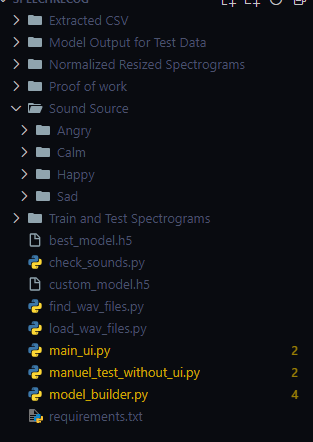 SPEECHRECOG
Extracted CSV
Model Output for Test Data
Normalized Resized Spectrograms
Proof of work
Sound Source
Angry
Calm
Happy
Sad
Train and Test Spectrograms
best_model.h5
check_sounds.py
custom_model.h5
find_wav_files.py
load_wav_files.py
main_ui.py 2
manuel_test_without_ui.py 2
model_builder.py 4
requirements.txt